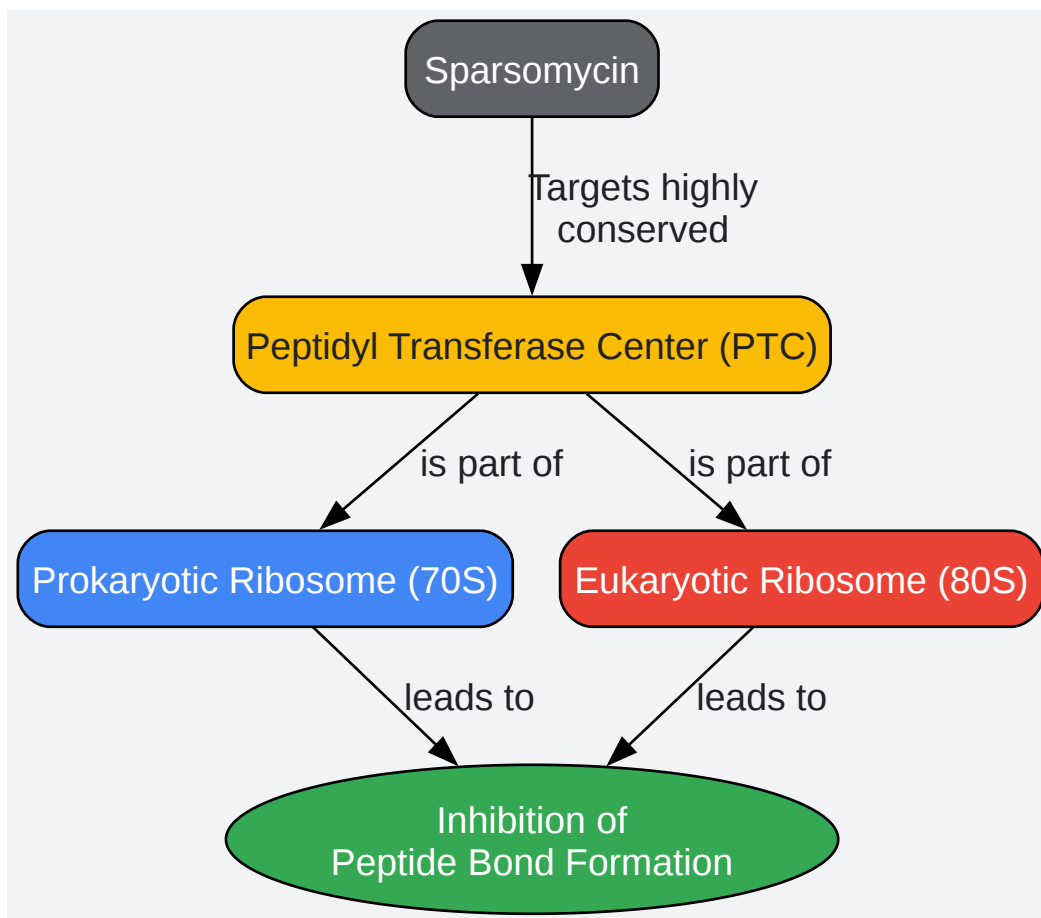 Sparsomycin
Targets highly
conserved
Peptidyl Transferase Center (PTC)
is part of
is part of
Prokaryotic Ribosome (70S)
Eukaryotic Ribosome (80S)
leads to
leads to
Inhibition of
Peptide Bond Formation